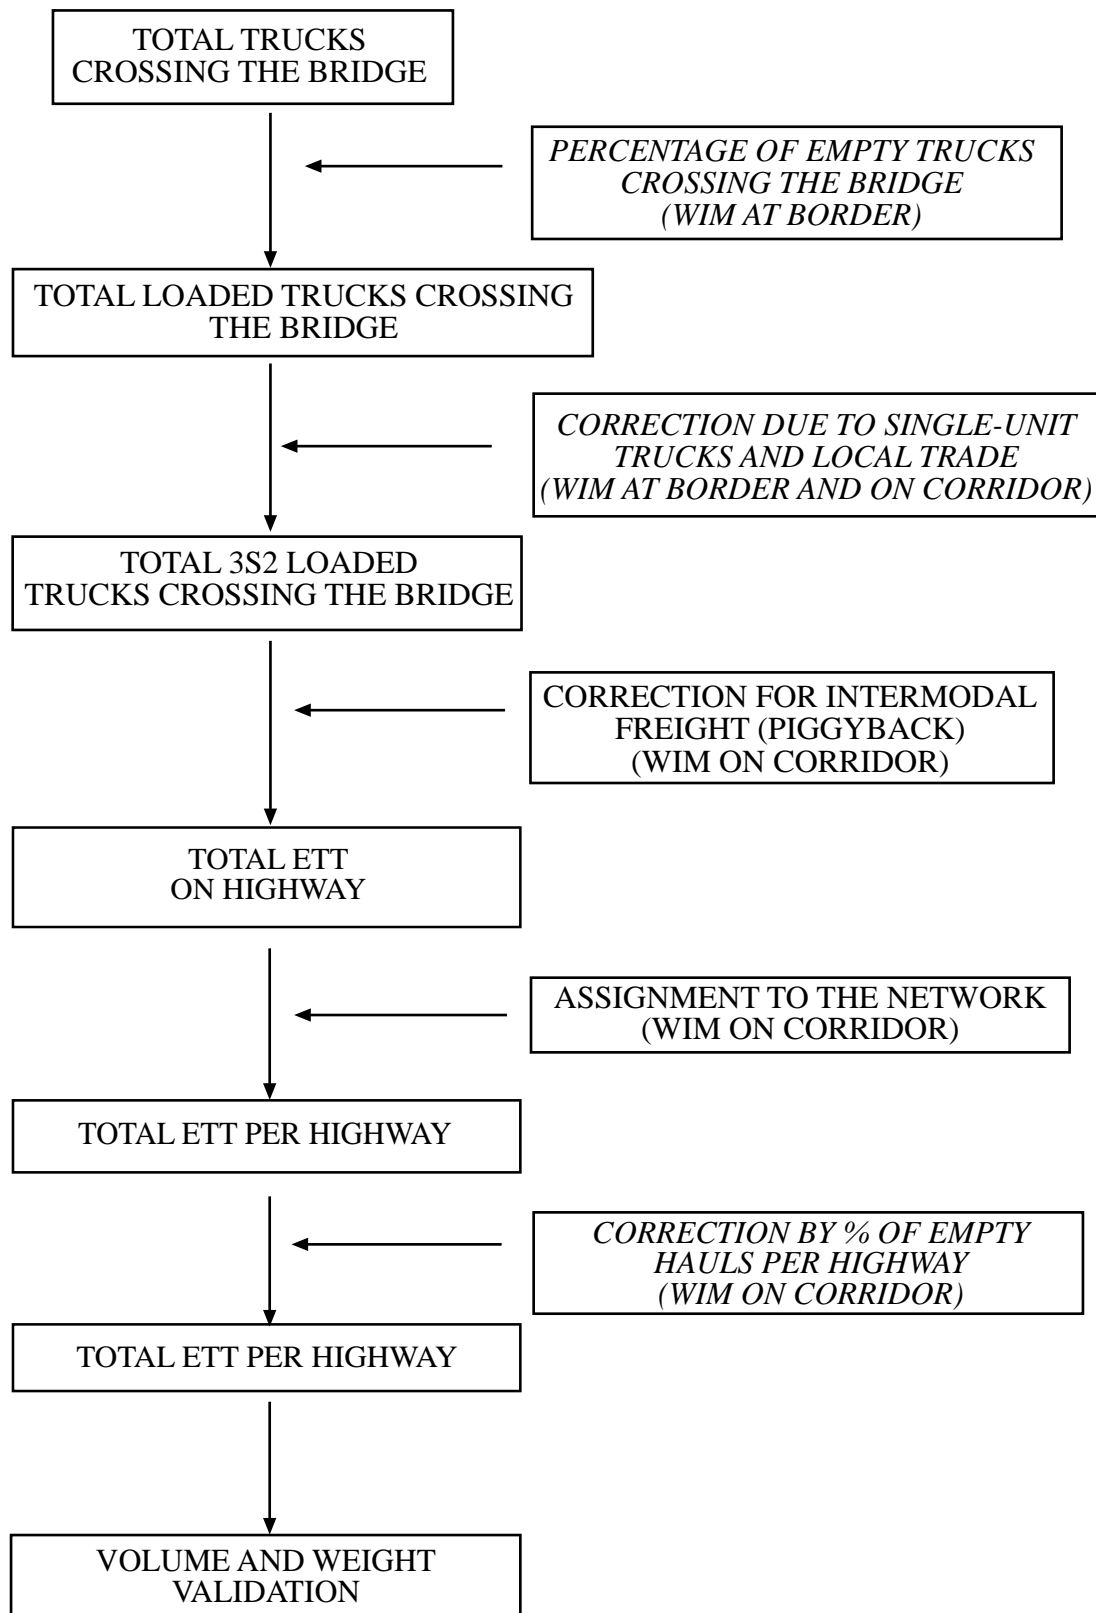 TOTAL TRUCKS
CROSSING THE BRIDGE
PERCENTAGE OF EMPTY TRUCKS
CROSSING THE BRIDGE
(WIM AT BORDER)
TOTAL LOADED TRUCKS CROSSING
THE BRIDGE
CORRECTION DUE TO SINGLE-UNIT
TRUCKS AND LOCAL TRADE
(WIM AT BORDER AND ON CORRIDOR)
TOTAL 3S2 LOADED
TRUCKS CROSSING THE BRIDGE
CORRECTION FOR INTERMODAL
FREIGHT (PIGGYBACK)
(WIM ON CORRIDOR)
TOTAL ETT
ON HIGHWAY
ASSIGNMENT TO THE NETWORK
(WIM ON CORRIDOR)
TOTAL ETT PER HIGHWAY
CORRECTION BY % OF EMPTY
HAULS PER HIGHWAY
(WIM ON CORRIDOR)
TOTAL ETT PER HIGHWAY
VOLUME AND WEIGHT
VALIDATION